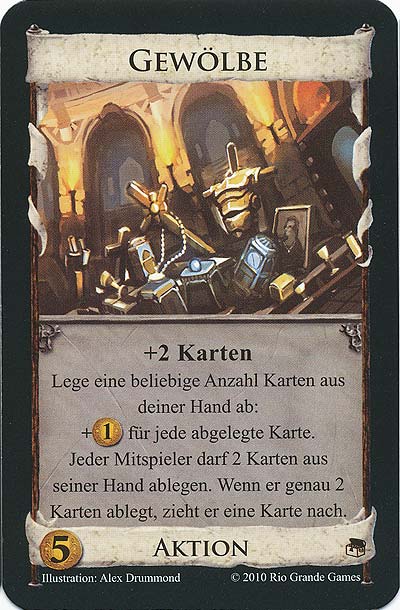 GEWÖLBE
+2 Karten
Lege eine beliebige Anzahl Karten aus
deiner Hand ab:
+1 für jede abgelegte Karte.
Jeder Mitspieler darf 2 Karten aus
seiner Hand ablegen. Wenn er genau 2
Karten ablegt, zieht er eine Karte nach.
5 AKTION
Illustration: Alex Drummond © 2010 Rio Grande Games